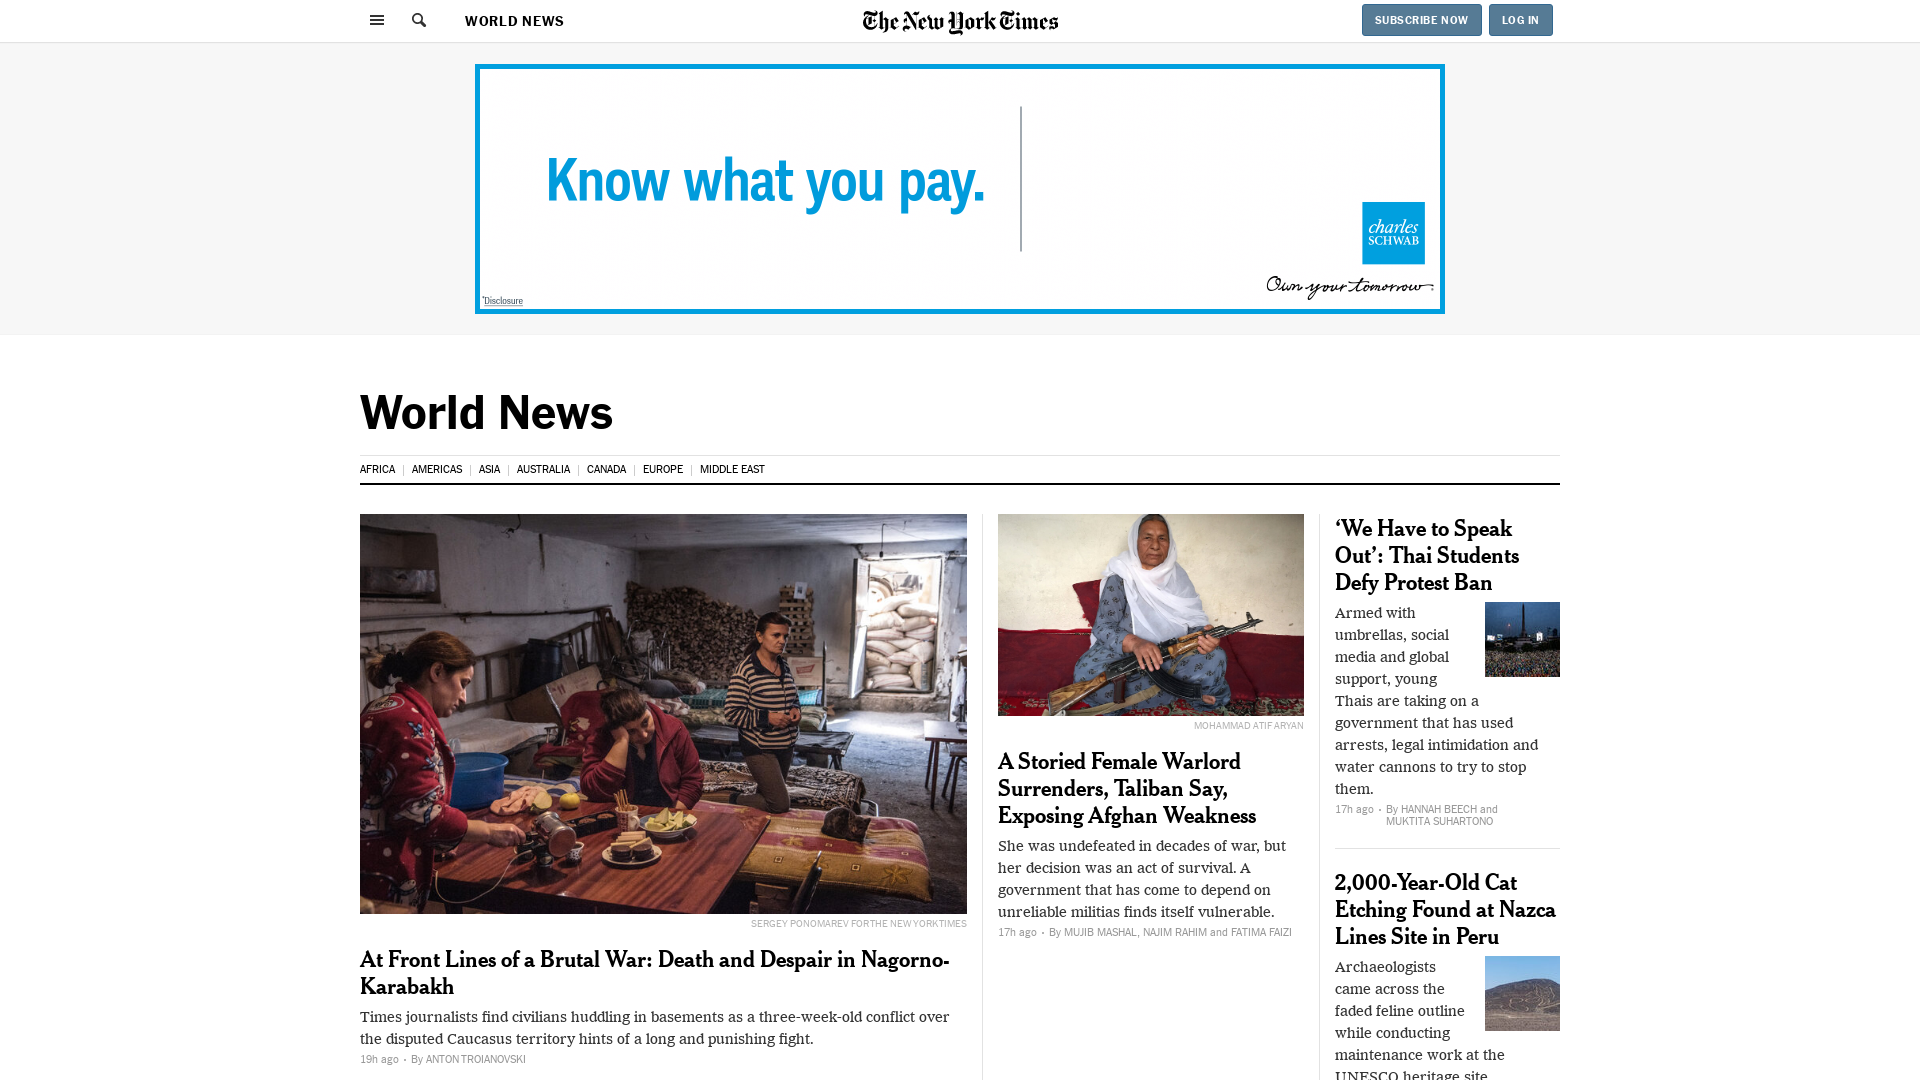 WORLD NEWS
The New York Times
SUBSCRIBE NOW
LOG IN
Know what you pay.
charles
SCHWAB
Own your tomorrow
*Disclosure
World News
AFRICA
AMERICAS
ASIA
AUSTRALIA
CANADA
EUROPE
MIDDLE EAST
SERGEY PONOMAREV FOR THE NEW YORK TIMES
At Front Lines of a Brutal War: Death and Despair in Nagorno-
Karabakh
Times journalists find civilians huddling in basements as a three-week-old conflict over
the disputed Caucasus territory hints of a long and punishing fight.
19h ago • By ANTON TROIANOVSKI
MOHAMMAD ATIF ARYAN
A Storied Female Warlord
Surrenders, Taliban Say,
Exposing Afghan Weakness
She was undefeated in decades of war, but
her decision was an act of survival. A
government that has come to depend on
unreliable militias finds itself vulnerable.
17h ago • By MUJIB MASHAL, NAJIM RAHIM and FATIMA FAIZI
‘We Have to Speak
Out’: Thai Students
Defy Protest Ban
Armed with
umbrellas, social
media and global
support, young
Thais are taking on a
government that has used
arrests, legal intimidation and
water cannons to try to stop
them.
17h ago • By HANNAH BEECH and
MUKTITA SUHARTONO
2,000-Year-Old Cat
Etching Found at Nazca
Lines Site in Peru
Archaeologists
came across the
faded feline outline
while conducting
maintenance work at the
UNESCO heritage site